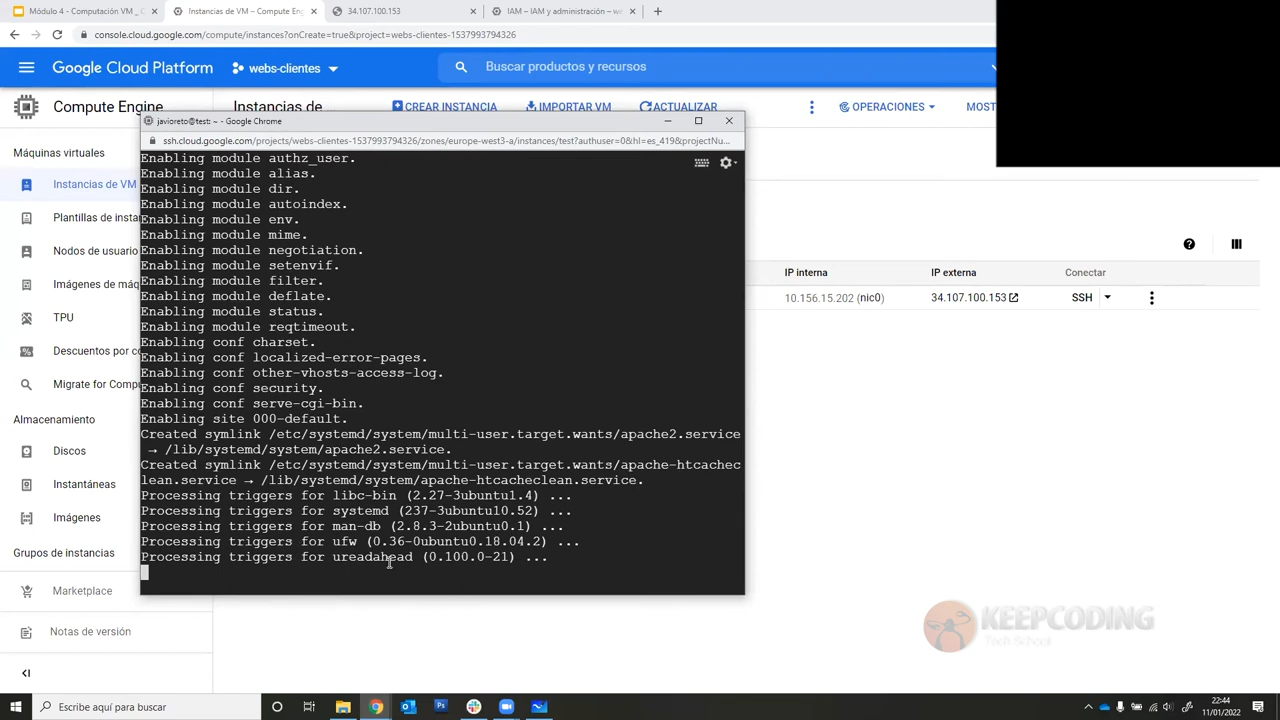 Módulo 4 - Computación VM _ C
Instancias de VM – Compute Eng
34.107.100.153
IAM – IAM y administración – we
console.cloud.google.com/compute/instances?onCreate=true&project=webs-clientes-1537993794326
Google Cloud Platform
webs-clientes
Buscar productos y recursos
Compute Engine
Instancias de
CREAR INSTANCIA
IMPORTAR VM
ACTUALIZAR
OPERACIONES
MOST
javioreto@test: ~ - Google Chrome
ssh.cloud.google.com/projects/webs-clientes-1537993794326/zones/europe-west3-a/instances/test?authuser=0&hl=es_419&projectNu...
Máquinas virtuales
Instancias de VM
Plantillas de insta
Nodos de usuario
Imágenes de máq
TPU
Descuentos por co
Migrate for Compu
Almacenamiento
Discos
Instantáneas
Imágenes
Grupos de instancias
Marketplace
Notas de versión
Enabling module authz_user.
Enabling module alias.
Enabling module dir.
Enabling module autoindex.
Enabling module env.
Enabling module mime.
Enabling module negotiation.
Enabling module setenvif.
Enabling module filter.
Enabling module deflate.
Enabling module status.
Enabling module reqtimeout.
Enabling conf charset.
Enabling conf localized-error-pages.
Enabling conf other-vhosts-access-log.
Enabling conf security.
Enabling conf serve-cgi-bin.
Enabling site 000-default.
Created symlink /etc/systemd/system/multi-user.target.wants/apache2.service
→ /lib/systemd/system/apache2.service.
Created symlink /etc/systemd/system/multi-user.target.wants/apache-htcachec
lean.service → /lib/systemd/system/apache-htcacheclean.service.
Processing triggers for libc-bin (2.27-3ubuntu1.4) ...
Processing triggers for systemd (237-3ubuntu10.52) ...
Processing triggers for man-db (2.8.3-2ubuntu0.1) ...
Processing triggers for ufw (0.36-0ubuntu0.18.04.2) ...
Processing triggers for ureadahead (0.100.0-21) ...
IP interna
IP externa
Conectar
10.156.15.202 (nic0)
34.107.100.153
SSH
KEEPCODING
Tech School
Escribe aquí para buscar
22:44
11/01/2022